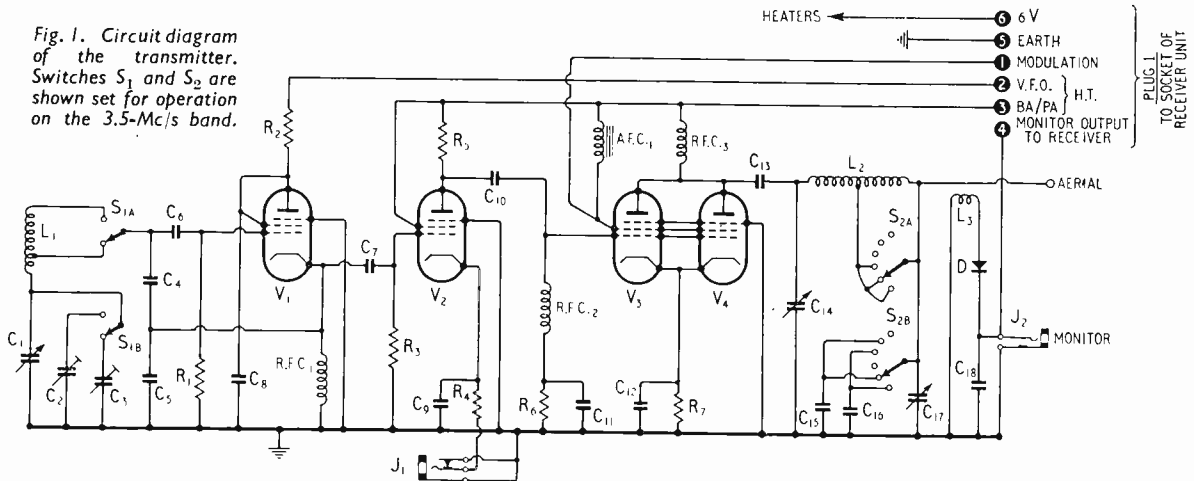 Fig. 1. Circuit diagram
of the transmitter.
Switches S1 and S2 are
shown set for operation
on the 3.5-Mc/s band.
HEATERS
6 6 V
5 EARTH
1 MODULATION
2 V.F.O.
3 BA/PA
H.T.
4 MONITOR OUTPUT
TO RECEIVER
PLUG 1
TO SOCKET OF
RECEIVER UNIT
R2
R5
A.F.C.1
R.F.C.3
C13
L2
AERIAL
S1A
C6
C10
L1
S2A
L3
C4
C7
D
V1
V2
R.F.C.2
V3
V4
C14
J2
S2B
MONITOR
C1
S1B
R3
C2
C3
C5
R1
C8
R.F.C.1
C9
R4
R6
C11
C12
R7
C15
C16
C17
C18
J1